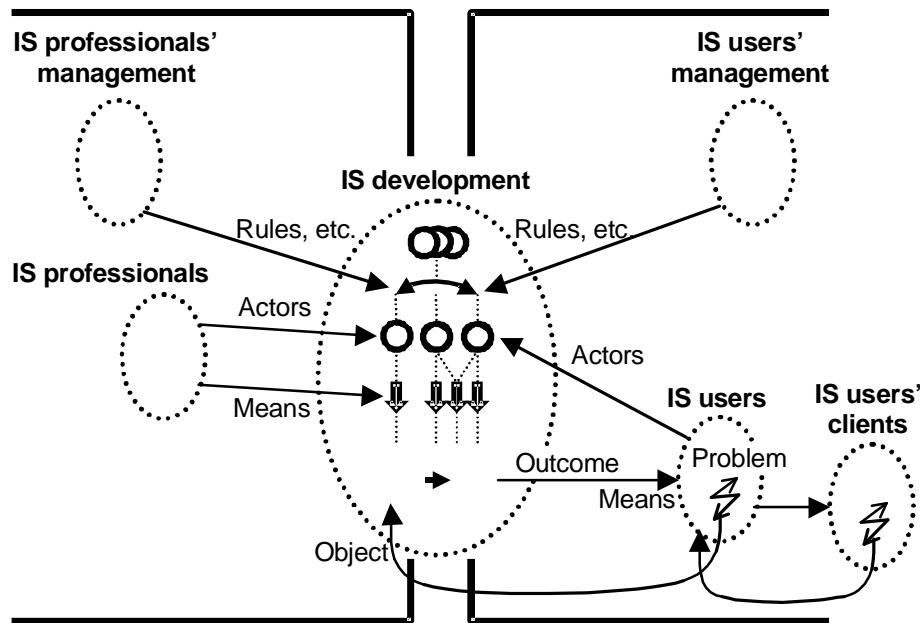 IS professionals’
management
IS users’
management
IS development
Rules, etc.
Rules, etc.
IS professionals
Actors
Actors
Means
IS users
IS users’
clients
Problem
Outcome
Means
Object